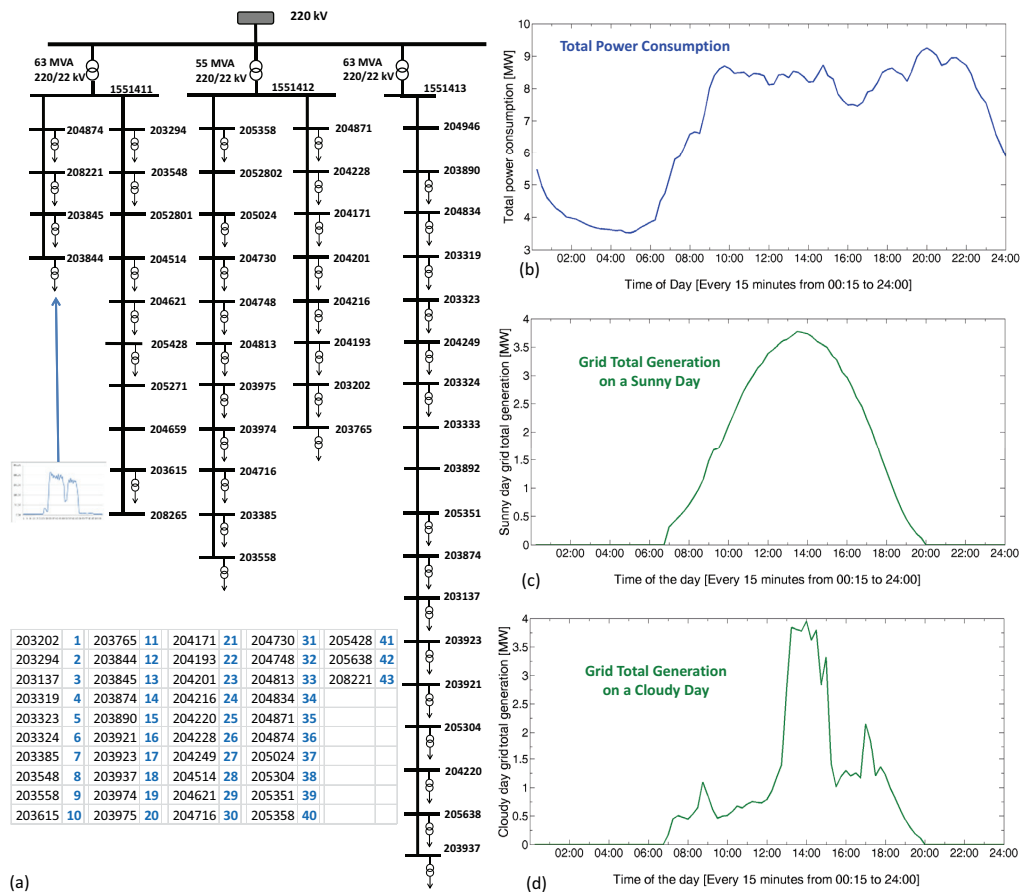 220 kV
63 MVA
220/22 kV
55 MVA
220/22 kV
63 MVA
220/22 kV
1551411
1551412
1551413
204874
208221
203845
203844
203294
203548
2052801
204514
204621
205428
205271
204659
203615
208265
205358
2052802
205024
204730
204748
204813
203975
203974
204716
203385
203558
204871
204228
204171
204201
204216
204193
203202
203765
204946
203890
204834
203319
203323
204249
203324
203333
203892
205351
203874
203137
203923
203921
205304
204220
205638
203937
203202 1 203765 11 204171 21 204730 31 205428 41
203294 2 203844 12 204193 22 204748 32 205638 42
203137 3 203845 13 204201 23 204813 33 208221 43
203319 4 203874 14 204216 24 204834 34
203323 5 203890 15 204220 25 204871 35
203324 6 203921 16 204228 26 204874 36
203385 7 203923 17 204249 27 205024 37
203548 8 203937 18 204514 28 205304 38
203558 9 203974 19 204621 29 205351 39
203615 10 203975 20 204716 30 205358 40
(a)
Total Power Consumption
Total power consumption [MW]
10
9
8
7
6
5
4
3
02:00 04:00 06:00 08:00 10:00 12:00 14:00 16:00 18:00 20:00 22:00 24:00
(b)
Time of Day [Every 15 minutes from 00:15 to 24:00]
Grid Total Generation
on a Sunny Day
Sunny day grid total generation [MW]
4
3.5
3
2.5
2
1.5
1
0.5
0
02:00 04:00 06:00 08:00 10:00 12:00 14:00 16:00 18:00 20:00 22:00 24:00
(c)
Time of the day [Every 15 minutes from 00:15 to 24:00]
Grid Total Generation
on a Cloudy Day
Cloudy day grid total generation [MW]
4
3.5
3
2.5
2
1.5
1
0.5
0
02:00 04:00 06:00 08:00 10:00 12:00 14:00 16:00 18:00 20:00 22:00 24:00
(d)
Time of the day [Every 15 minutes from 00:15 to 24:00]